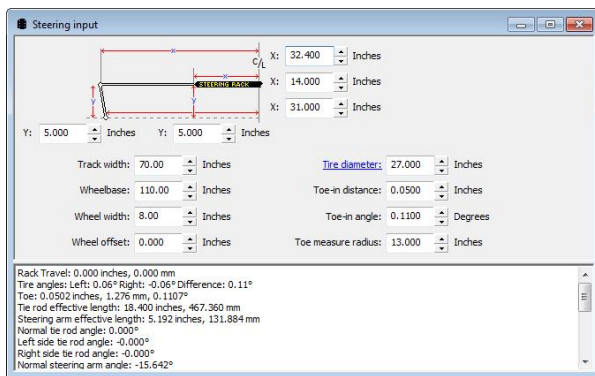 Steering input
x
C/L
X: 32.400 Inches
x
STEERING RACK
X: 14.000 Inches
y
y
X: 31.000 Inches
Y: 5.000 Inches Y: 5.000 Inches
Track width: 70.00 Inches Tire diameter: 27.000 Inches
Wheelbase: 110.00 Inches Toe-in distance: 0.0500 Inches
Wheel width: 8.00 Inches Toe-in angle: 0.1100 Degrees
Wheel offset: 0.000 Inches Toe measure radius: 13.000 Inches
Rack Travel: 0.000 inches, 0.000 mm
Tire angles: Left: 0.06° Right: -0.06° Difference: 0.11°
Toe: 0.0502 inches, 1.276 mm, 0.1107°
Tie rod effective length: 18.400 inches, 467.360 mm
Steering arm effective length: 5.192 inches, 131.884 mm
Normal tie rod angle: 0.000°
Left side tie rod angle: -0.000°
Right side tie rod angle: -0.000°
Normal steering arm angle: -15.642°